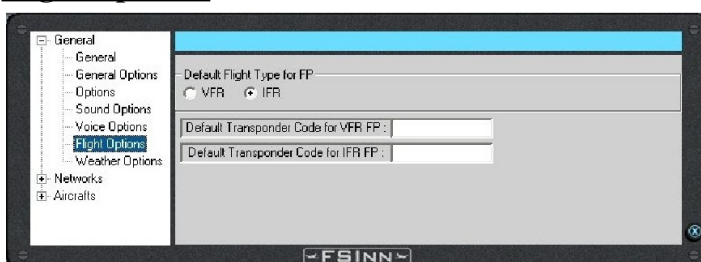 General
General
General Options
Options
Sound Options
Voice Options
Flight Options
Weather Options
Networks
Aircrafts
Default Flight Type for FP
VFR IFR
Default Transponder Code for VFR FP :
Default Transponder Code for IFR FP :
FSINN